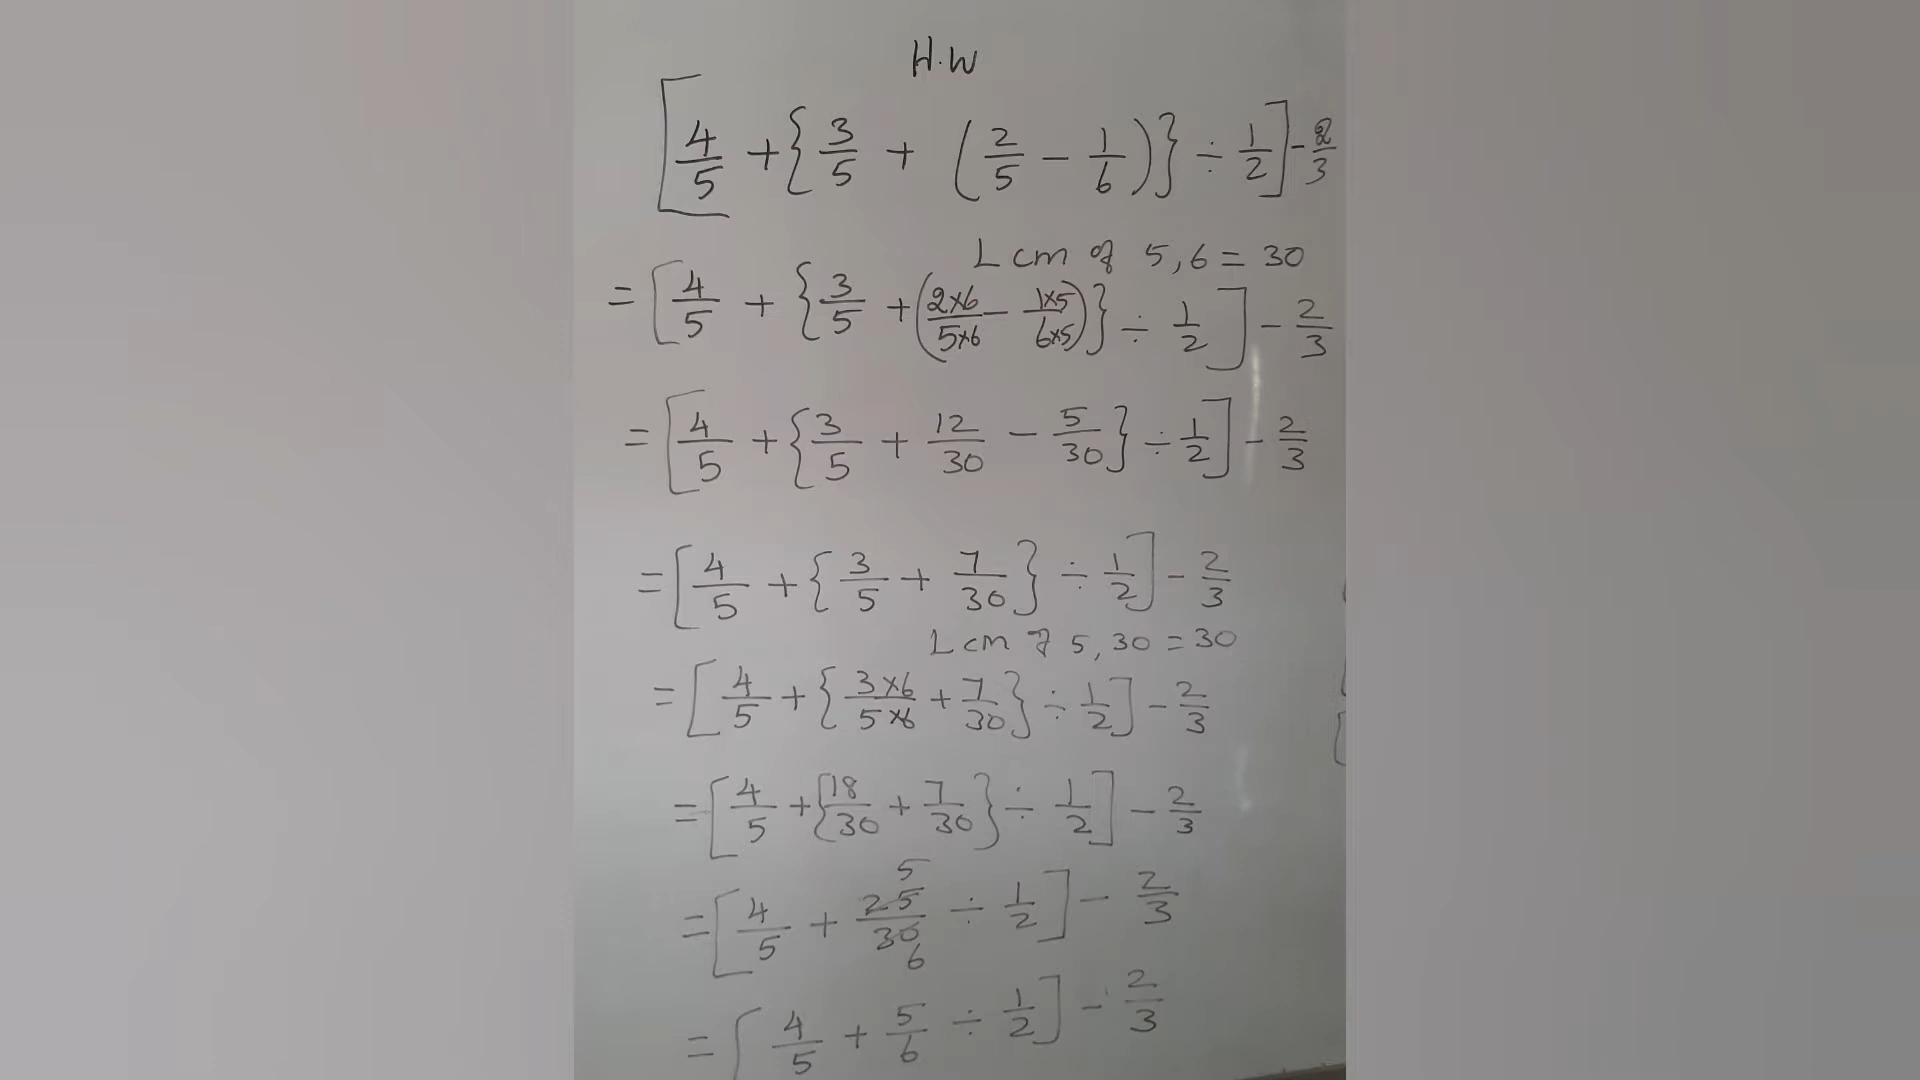 H.W
[4/5 + {3/5 + (2/5 - 1/6)} ÷ 1/2] - 2/3
Lcm of 5,6 = 30
= [4/5 + {3/5 + (2×6/5×6 - 1×5/6×5)} ÷ 1/2] - 2/3
= [4/5 + {3/5 + 12/30 - 5/30} ÷ 1/2] - 2/3
= [4/5 + {3/5 + 7/30} ÷ 1/2] - 2/3
Lcm of 5,30 = 30
= [4/5 + {3×6/5×6 + 7/30} ÷ 1/2] - 2/3
= [4/5 + {18/30 + 7/30} ÷ 1/2] - 2/3
5
= [4/5 + 25/30 ÷ 1/2] - 2/3
6
= [4/5 + 5/6 ÷ 1/2] - 2/3